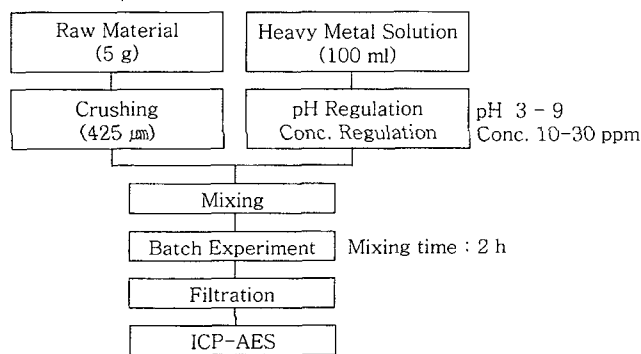 Raw Material
(5 g)
Heavy Metal Solution
(100 ml)
Crushing
(425 ㎛)
pH Regulation
Conc. Regulation
pH 3 - 9
Conc. 10-30 ppm
Mixing
Batch Experiment
Mixing time : 2 h
Filtration
ICP-AES